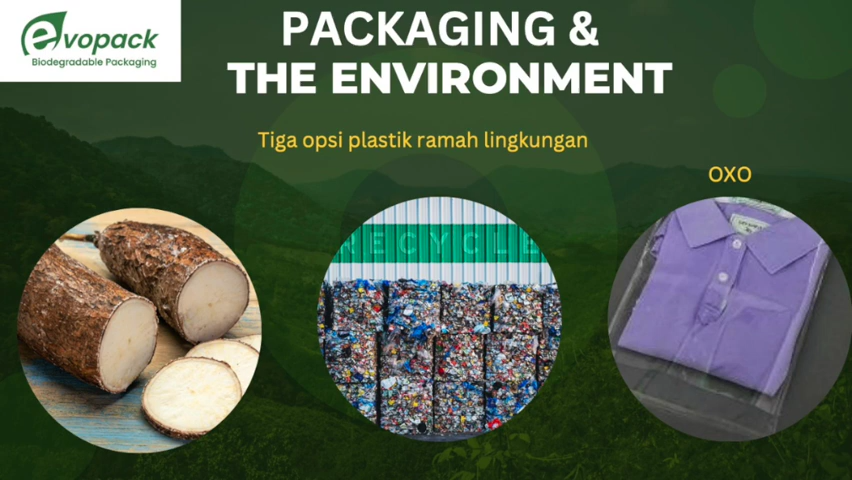 evopack
Biodegradable Packaging
PACKAGING &
THE ENVIRONMENT
Tiga opsi plastik ramah lingkungan
OXO
RECYCLE